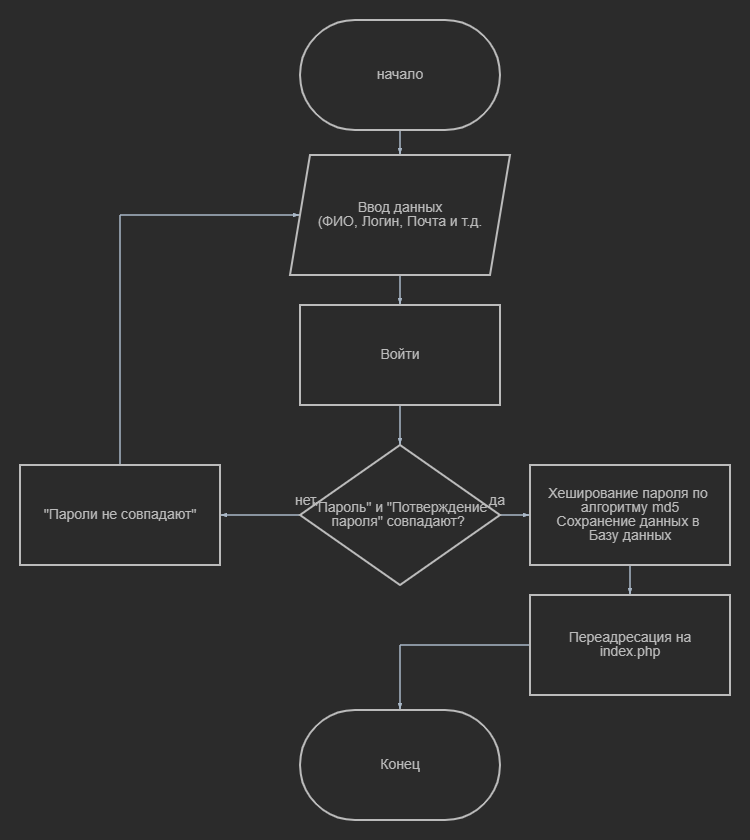 начало
Ввод данных
(ФИО, Логин, Почта и т.д.
Войти
"Пароли не совпадают"
нет
"Пароль" и "Потверждение
пароля" совпадают?
да
Хеширование пароля по
алгоритму md5
Сохранение данных в
Базу данных
Переадресация на
index.php
Конец